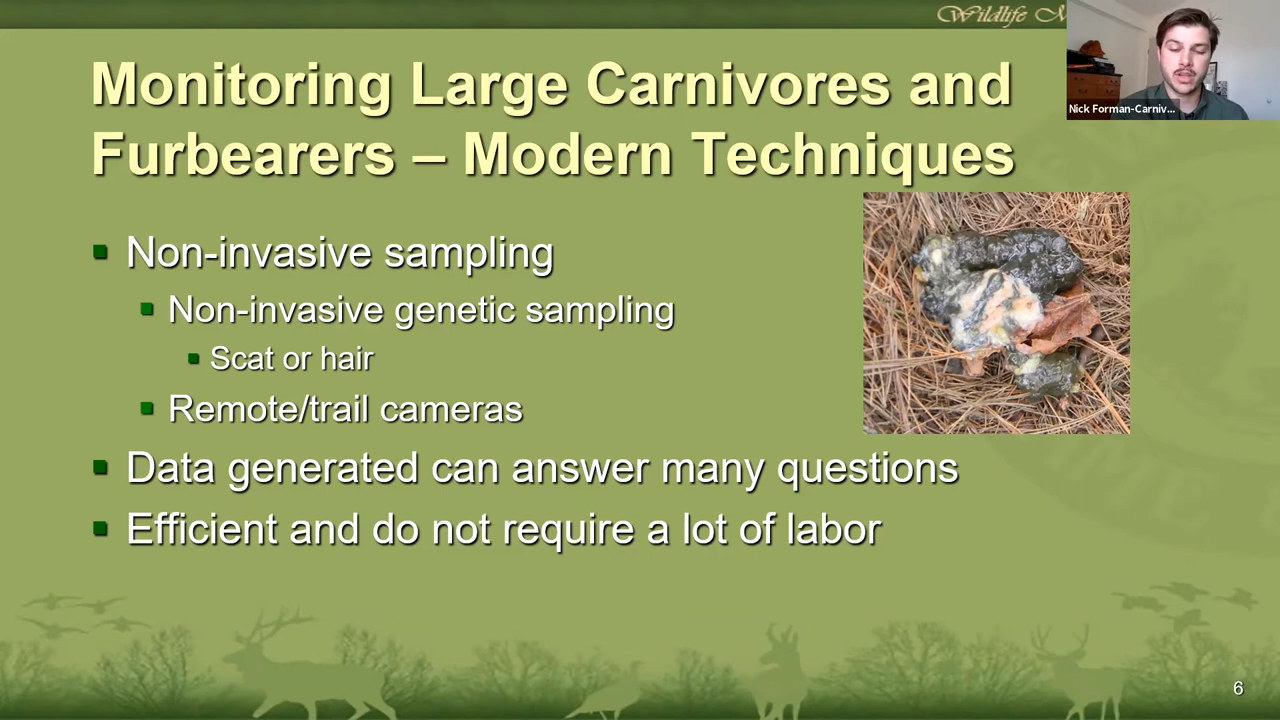 Wildlife
Nick Forman-Carniv...
Monitoring Large Carnivores and
Furbearers – Modern Techniques
Non-invasive sampling
Non-invasive genetic sampling
Scat or hair
Remote/trail cameras
Data generated can answer many questions
Efficient and do not require a lot of labor
6